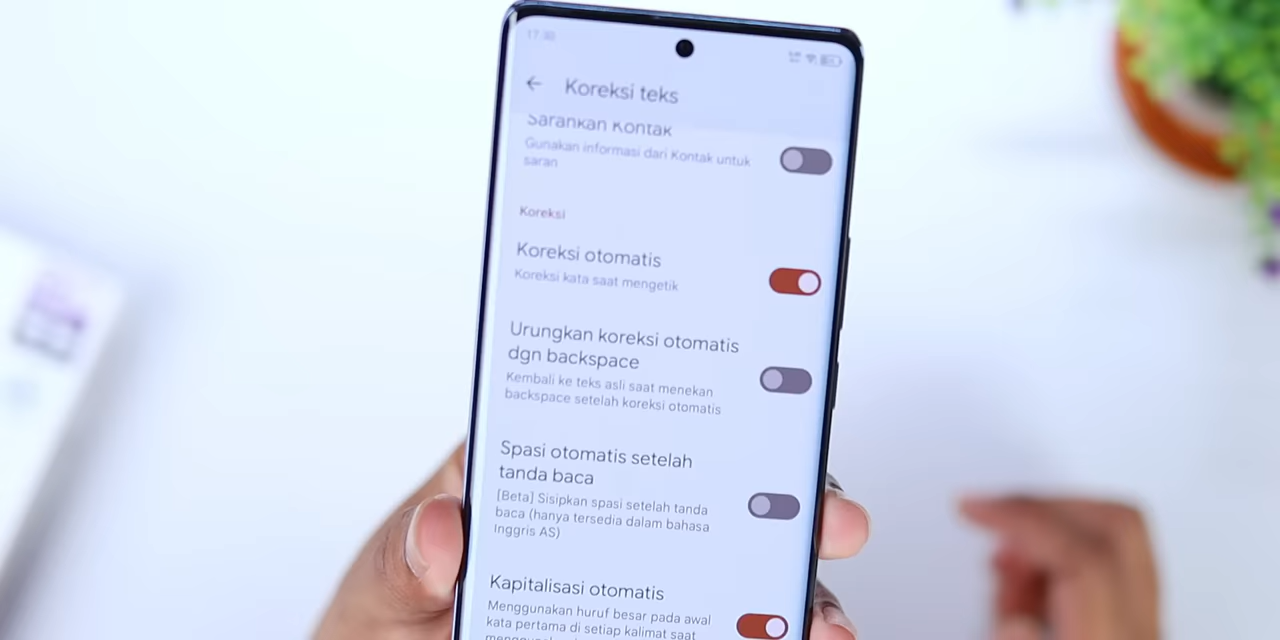 17:30
Koreksi teks
Sarankan Kontak
Gunakan informasi dari Kontak untuk
saran
Koreksi
Koreksi otomatis
Koreksi kata saat mengetik
Urungkan koreksi otomatis
dgn backspace
Kembali ke teks asli saat menekan
backspace setelah koreksi otomatis
Spasi otomatis setelah
tanda baca
[Beta] Sisipkan spasi setelah tanda
baca (hanya tersedia dalam bahasa
Inggris AS)
Kapitalisasi otomatis
Menggunakan huruf besar pada awal
kata pertama di setiap kalimat saat